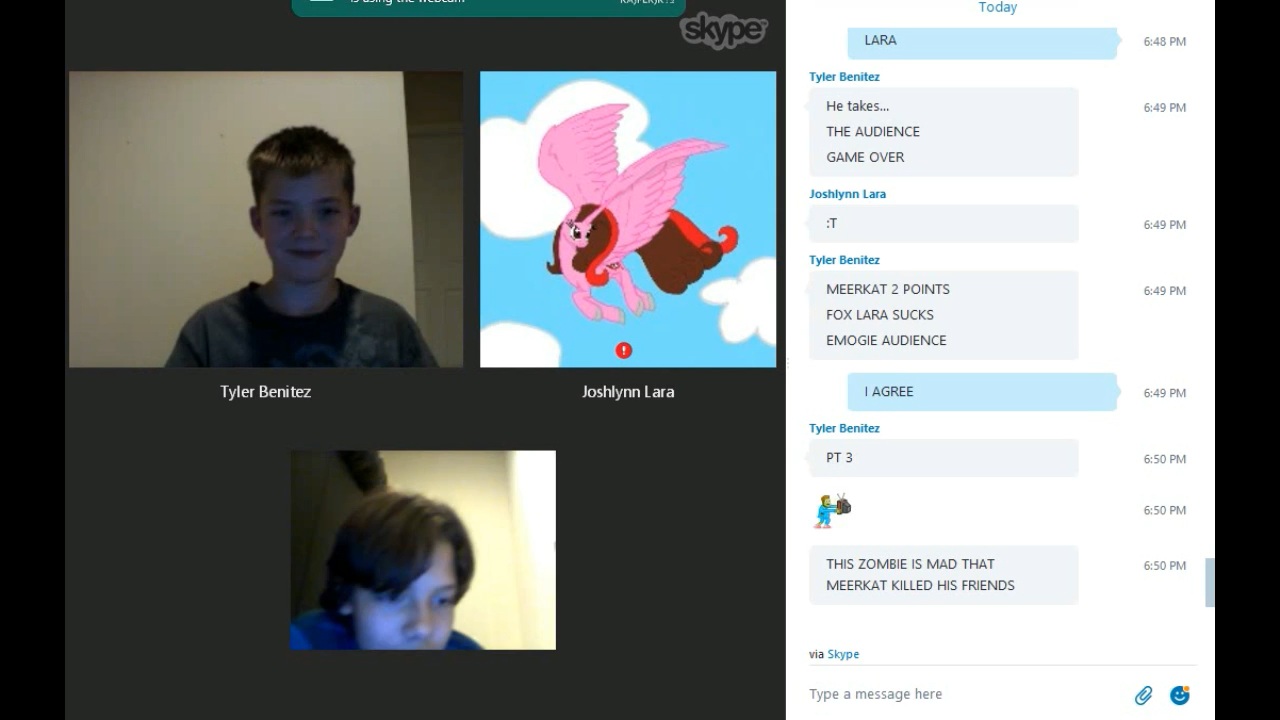 is using the webcam
skype
Tyler Benitez
Joshlynn Lara
Today
LARA
6:48 PM
Tyler Benitez
He takes...
6:49 PM
THE AUDIENCE
GAME OVER
Joshlynn Lara
:T
6:49 PM
Tyler Benitez
MEERKAT 2 POINTS
6:49 PM
FOX LARA SUCKS
EMOGIE AUDIENCE
I AGREE
6:49 PM
Tyler Benitez
PT 3
6:50 PM
6:50 PM
THIS ZOMBIE IS MAD THAT
6:50 PM
MEERKAT KILLED HIS FRIENDS
via Skype
Type a message here